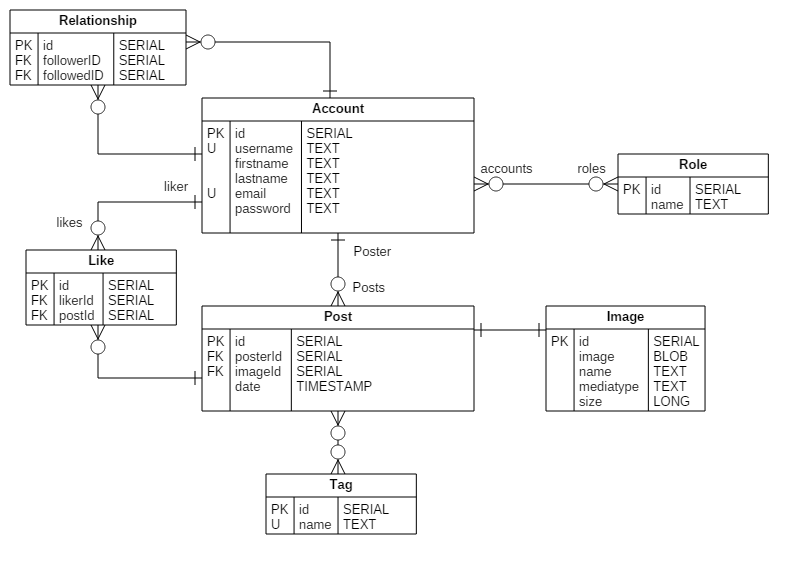 Relationship
PK id SERIAL
FK followerID SERIAL
FK followedID SERIAL
Account
PK id SERIAL
U username TEXT
firstname TEXT
lastname TEXT
U email TEXT
password TEXT
accounts roles
Role
PK id SERIAL
name TEXT
liker
likes
Like
PK id SERIAL
FK likerId SERIAL
FK postId SERIAL
Poster
Posts
Post
PK id SERIAL
FK posterId SERIAL
FK imageId SERIAL
date TIMESTAMP
Image
PK id SERIAL
image BLOB
name TEXT
mediatype TEXT
size LONG
Tag
PK id SERIAL
U name TEXT